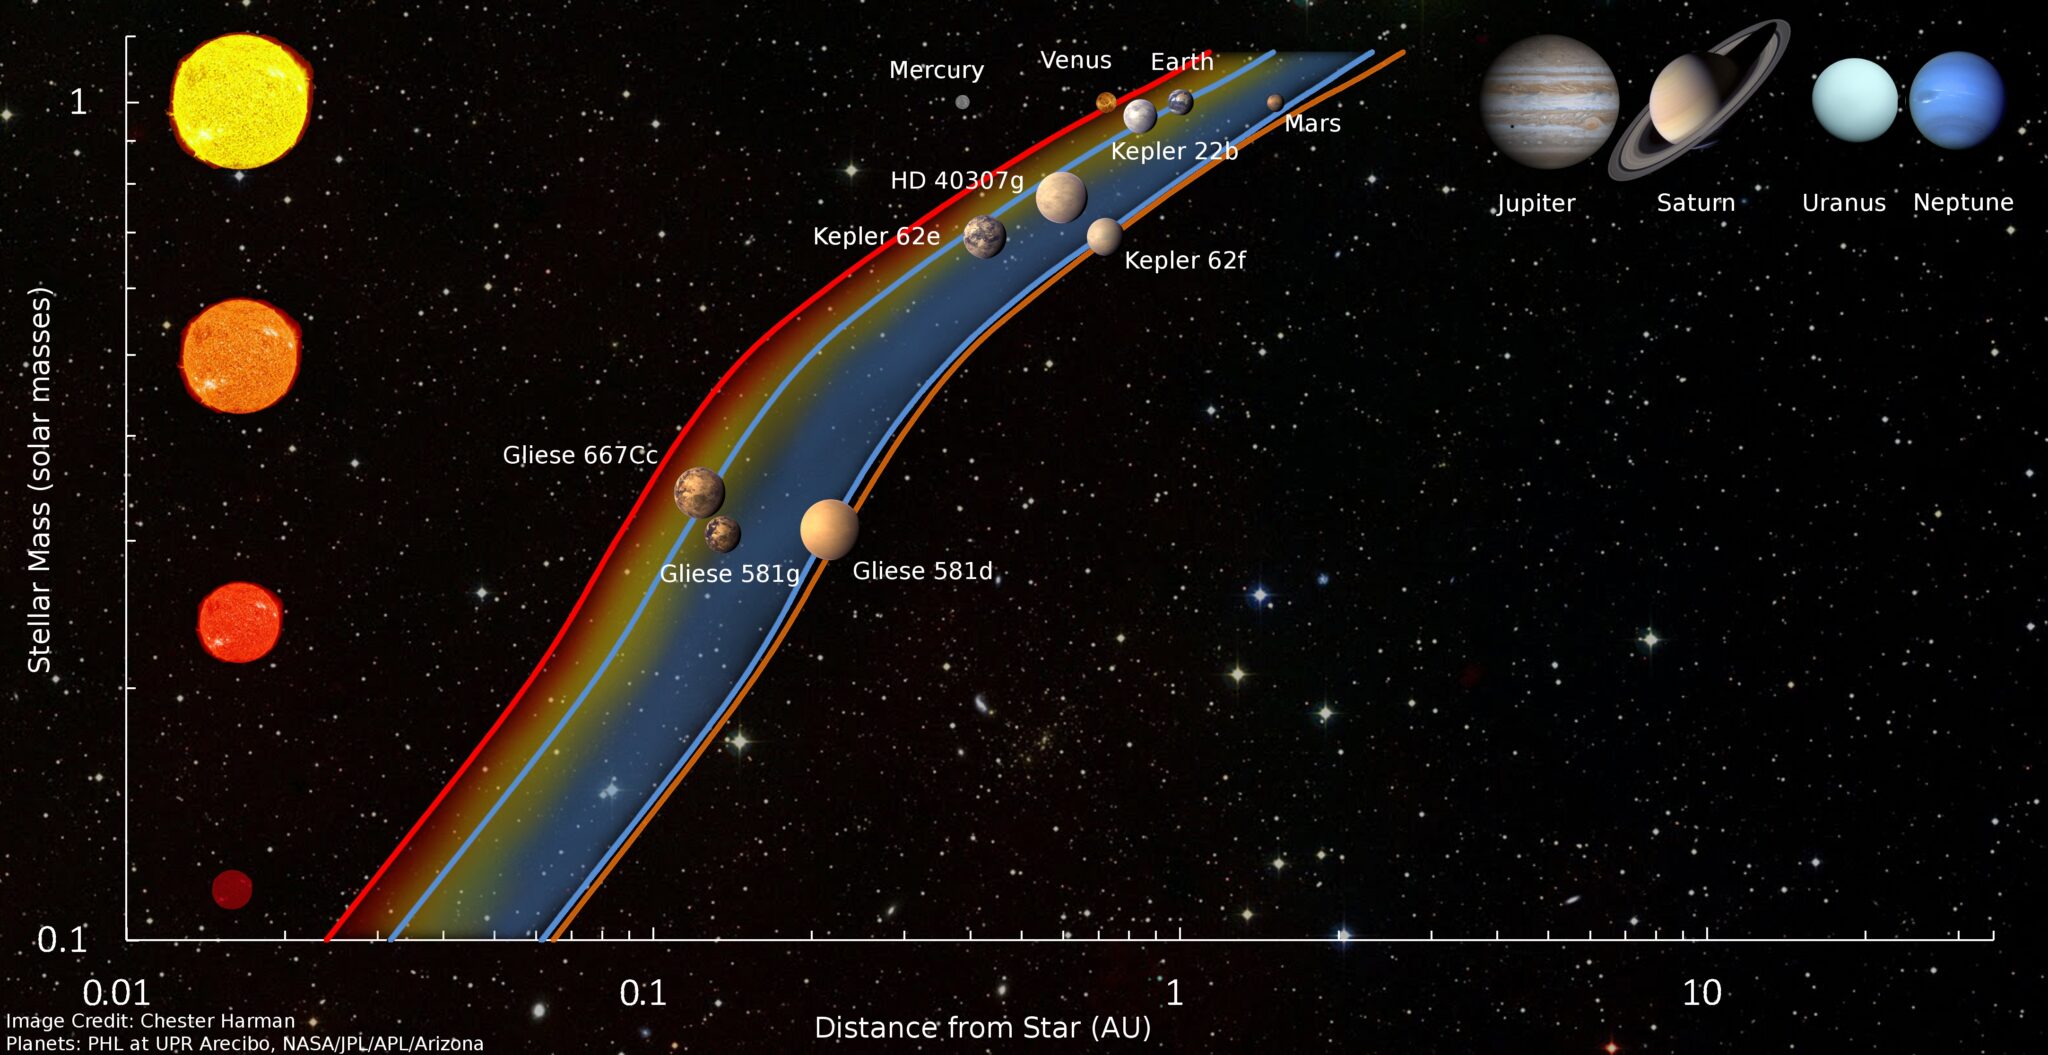 Mercury
Venus
Earth
1
Mars
Kepler 22b
HD 40307g
Jupiter
Saturn
Uranus
Neptune
Kepler 62e
Kepler 62f
Stellar Mass (solar masses)
Gliese 667Cc
Gliese 581g
Gliese 581d
0.1
0.01
0.1
1
10
Distance from Star (AU)
Image Credit: Chester Harman
Planets: PHL at UPR Arecibo, NASA/JPL/APL/Arizona